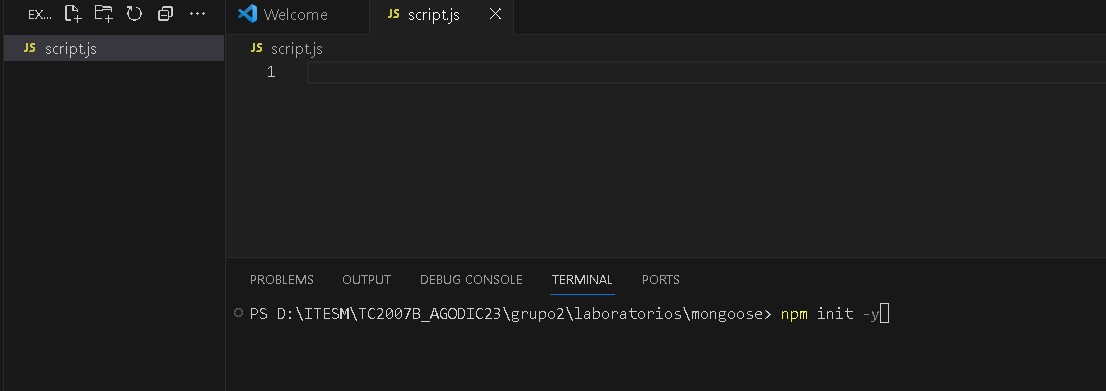 EX...
Welcome
JS script.js
JS script.js
JS script.js
1
PROBLEMS OUTPUT DEBUG CONSOLE TERMINAL PORTS
PS D:\ITESM\TC2007B_AGODIC23\grupo2\laboratorios\mongoose> npm init -y